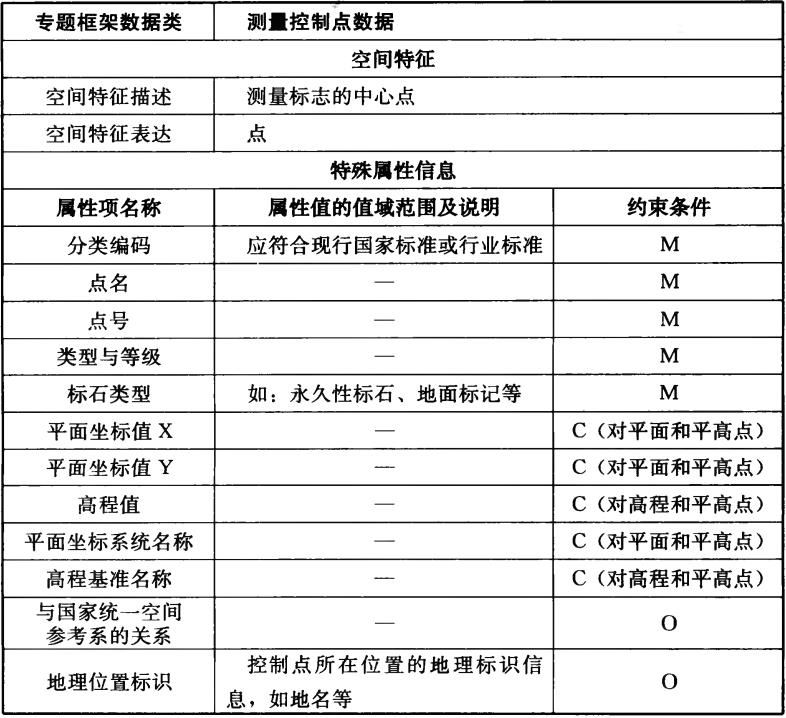 专题框架数据类 测量控制点数据
空间特征
空间特征描述 测量标志的中心点
空间特征表达 点
特殊属性信息
属性项名称 属性值的值域范围及说明 约束条件
分类编码 应符合现行国家标准或行业标准 M
点名 — M
点号 — M
类型与等级 — M
标石类型 如：永久性标石、地面标记等 M
平面坐标值 X — C（对平面和平高点）
平面坐标值 Y — C（对平面和平高点）
高程值 — C（对高程和平高点）
平面坐标系统名称 — C（对平面和平高点）
高程基准名称 — C（对高程和平高点）
与国家统一空间
参考系的关系 — O
地理位置标识 控制点所在位置的地理标识信
息，如地名等 O